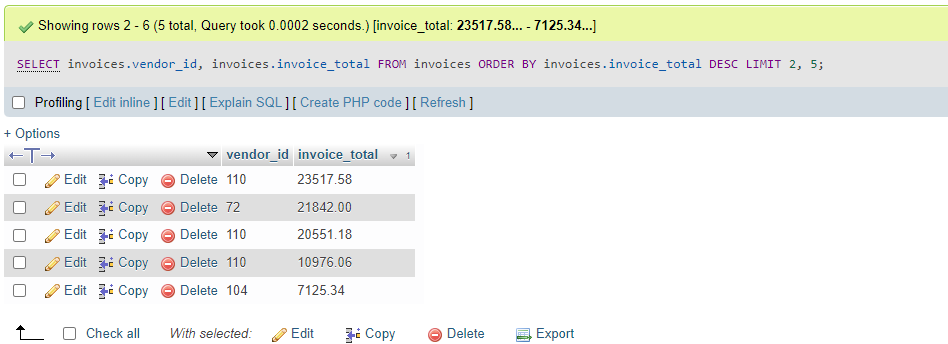 Showing rows 2 - 6 (5 total, Query took 0.0002 seconds.) [invoice_total: 23517.58... - 7125.34...]
SELECT invoices.vendor_id, invoices.invoice_total FROM invoices ORDER BY invoices.invoice_total DESC LIMIT 2, 5;
Profiling [ Edit inline ] [ Edit ] [ Explain SQL ] [ Create PHP code ] [ Refresh ]
+ Options
←T→ vendor_id invoice_total 1
Edit Copy Delete 110 23517.58
Edit Copy Delete 72 21842.00
Edit Copy Delete 110 20551.18
Edit Copy Delete 110 10976.06
Edit Copy Delete 104 7125.34
Check all With selected: Edit Copy Delete Export